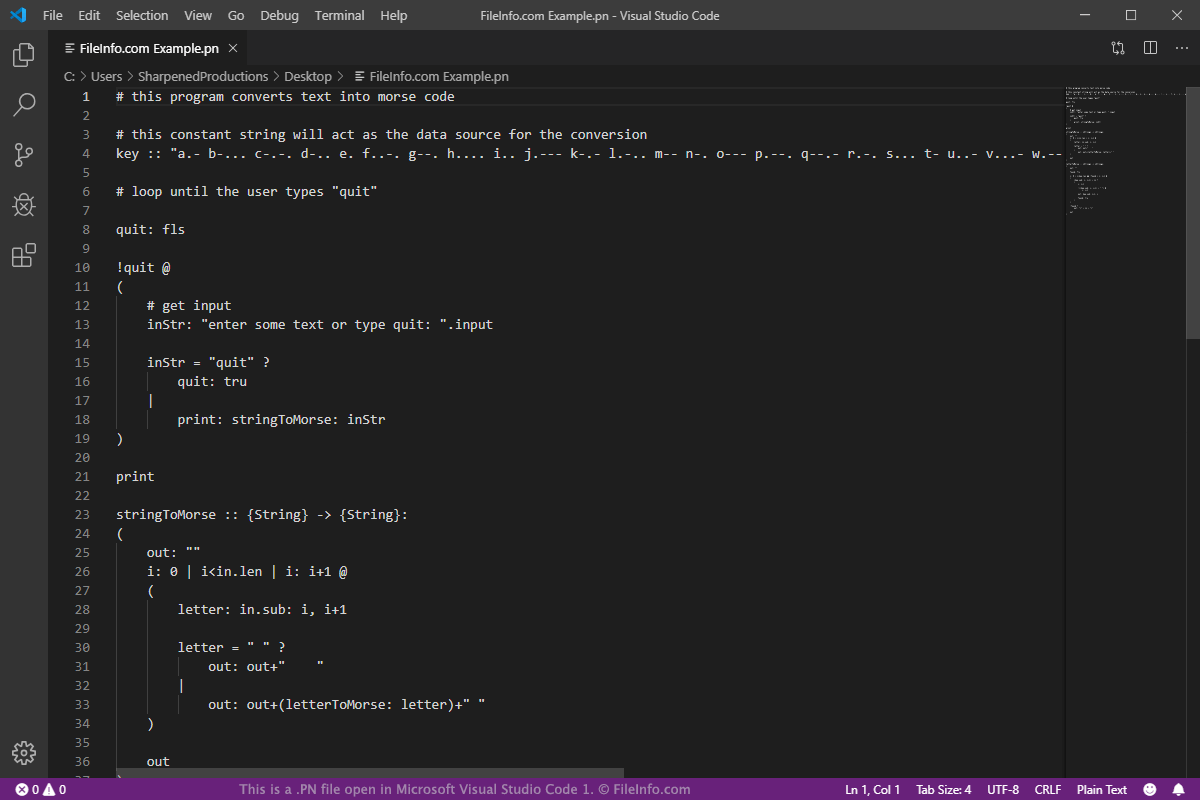 File Edit Selection View Go Debug Terminal Help FileInfo.com Example.pn - Visual Studio Code
FileInfo.com Example.pn
C: > Users > SharpenedProductions > Desktop > FileInfo.com Example.pn
1 # this program converts text into morse code
2
3 # this constant string will act as the data source for the conversion
4 key :: "a.- b-... c-.-. d-.. e. f..-. g--. h.... i.. j.--- k-.- l.-.. m-- n-. o--- p.--. q--.- r.-. s... t- u..- v...- w.--
5
6 # loop until the user types "quit"
7
8 quit: fls
9
10 !quit @
11 (
12     # get input
13     inStr: "enter some text or type quit: ".input
14
15     inStr = "quit" ?
16         quit: tru
17     |
18         print: stringToMorse: inStr
19 )
20
21 print
22
23 stringToMorse :: {String} -> {String}:
24 (
25     out: ""
26     i: 0 | i<in.len | i: i+1 @
27     (
28         letter: in.sub: i, i+1
29
30         letter = " " ?
31             out: out+"    "
32         |
33             out: out+(letterToMorse: letter)+" "
34     )
35
36     out
0 0 This is a .PN file open in Microsoft Visual Studio Code 1. © FileInfo.com Ln 1, Col 1 Tab Size: 4 UTF-8 CRLF Plain Text